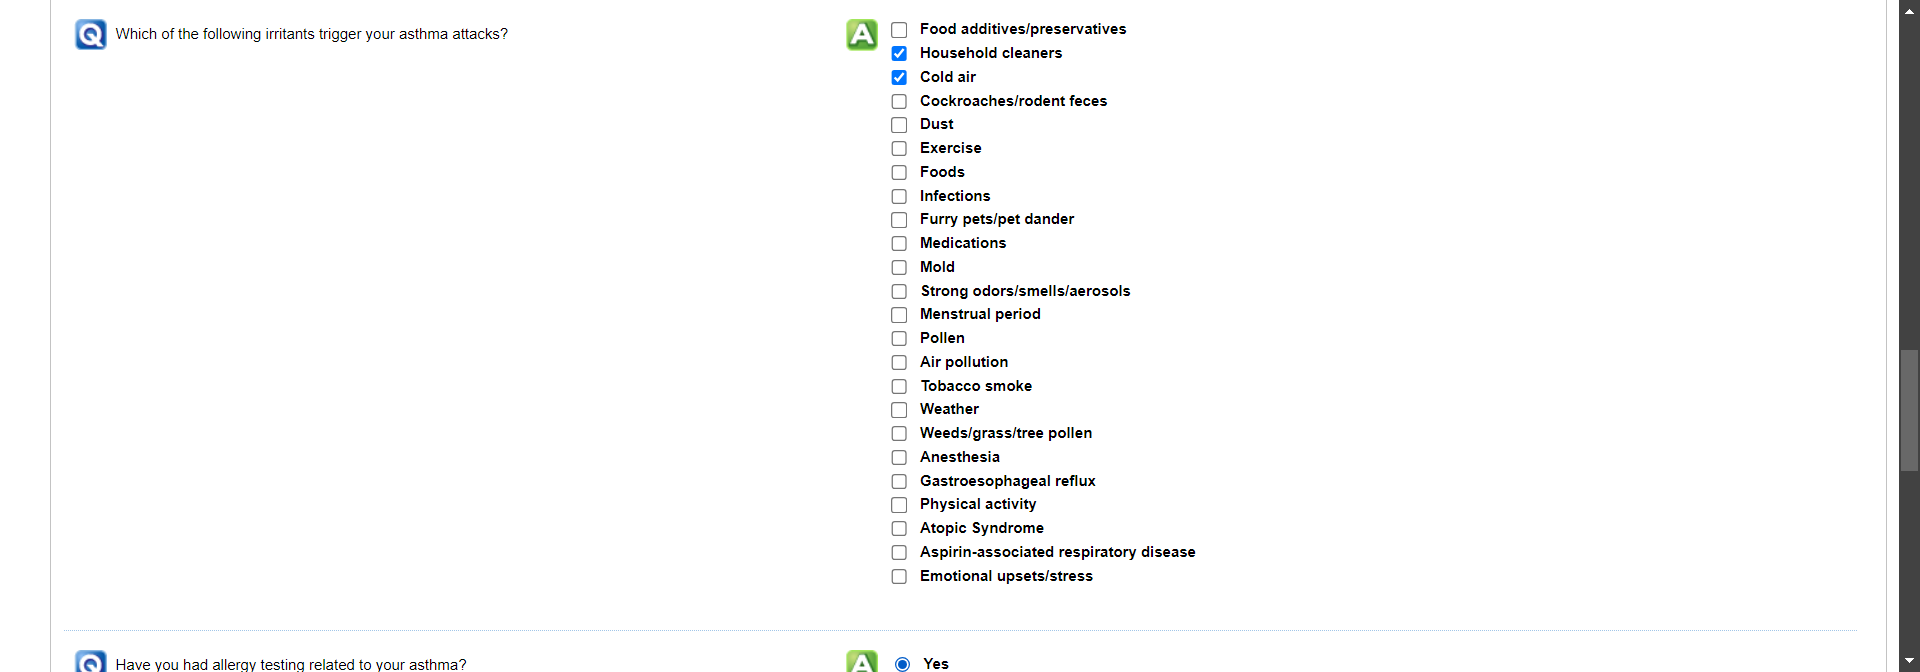 Q Which of the following irritants trigger your asthma attacks?
A Food additives/preservatives
Household cleaners
Cold air
Cockroaches/rodent feces
Dust
Exercise
Foods
Infections
Furry pets/pet dander
Medications
Mold
Strong odors/smells/aerosols
Menstrual period
Pollen
Air pollution
Tobacco smoke
Weather
Weeds/grass/tree pollen
Anesthesia
Gastroesophageal reflux
Physical activity
Atopic Syndrome
Aspirin-associated respiratory disease
Emotional upsets/stress
Q Have you had allergy testing related to your asthma?
A Yes